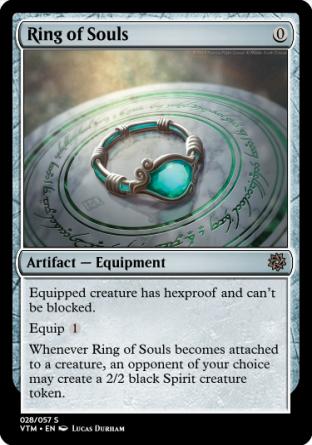 Ring of Souls 0
Artifact — Equipment
Equipped creature has hexproof and can't
be blocked.
Equip 1
Whenever Ring of Souls becomes attached
to a creature, an opponent of your choice
may create a 2/2 black Spirit creature
token.
028/057 S
VTM • EN LUCAS DURHAM